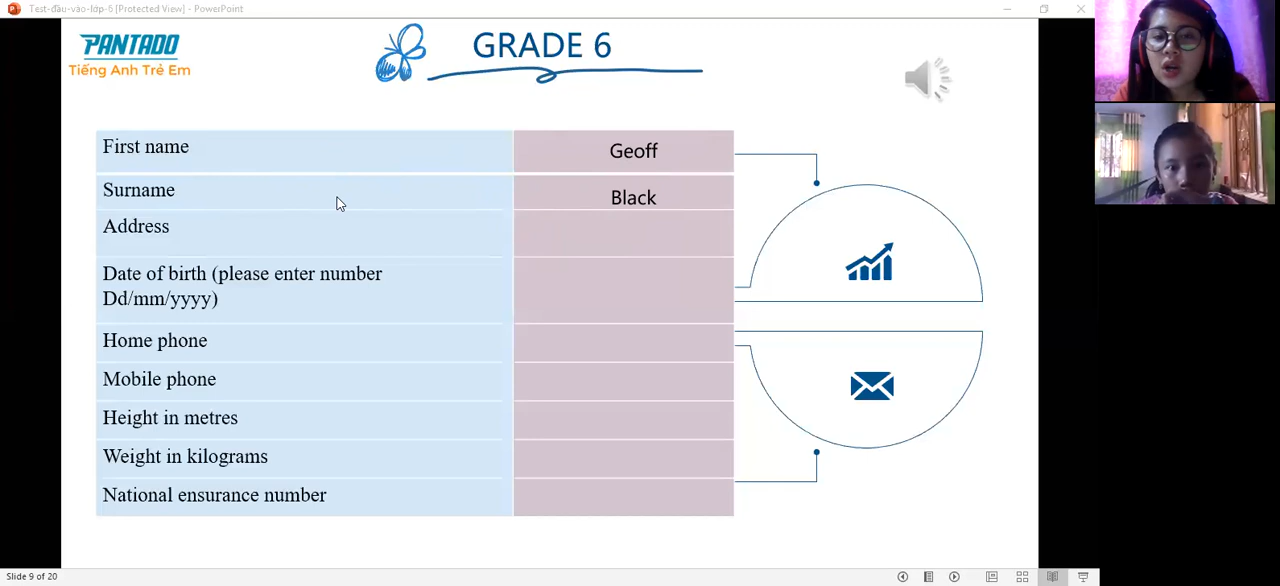 Test-đầu-vào-lớp-6 [Protected View] - PowerPoint
PANTADO
Tiếng Anh Trẻ Em
GRADE 6
First name
Geoff
Surname
Black
Address
Date of birth (please enter number
Dd/mm/yyyy)
Home phone
Mobile phone
Height in metres
Weight in kilograms
National ensurance number
Slide 9 of 20